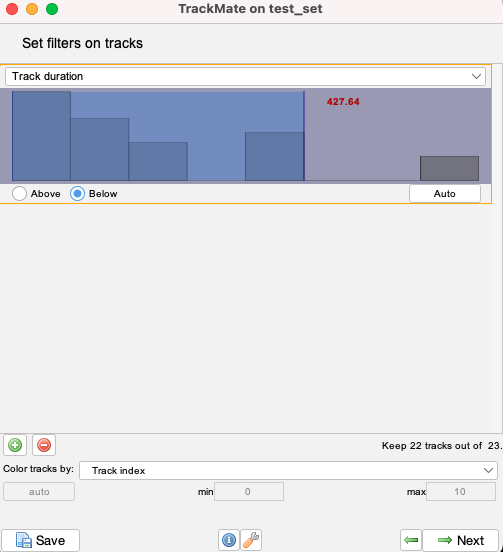 TrackMate on test_set
Set filters on tracks
Track duration
427.64
Above Below Auto
Keep 22 tracks out of 23.
Color tracks by: Track index
auto min 0 max 10
Save Next